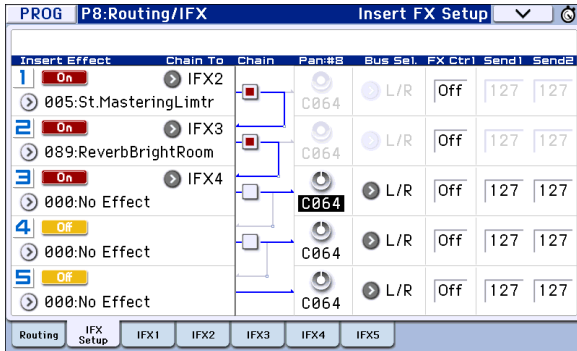 PROG P8:Routing/IFX Insert FX Setup
Insert Effect Chain To Chain Pan:#8 Bus Sel. FX Ctrl Send1 Send2
1 On IFX2
005:St.MasteringLimtr C064 L/R Off 127 127
2 On IFX3
089:ReverbBrightRoom C064 L/R Off 127 127
3 On IFX4
000:No Effect C064 L/R Off 127 127
4 Off
000:No Effect C064 L/R Off 127 127
5 Off
000:No Effect C064 L/R Off 127 127
Routing IFX Setup IFX1 IFX2 IFX3 IFX4 IFX5